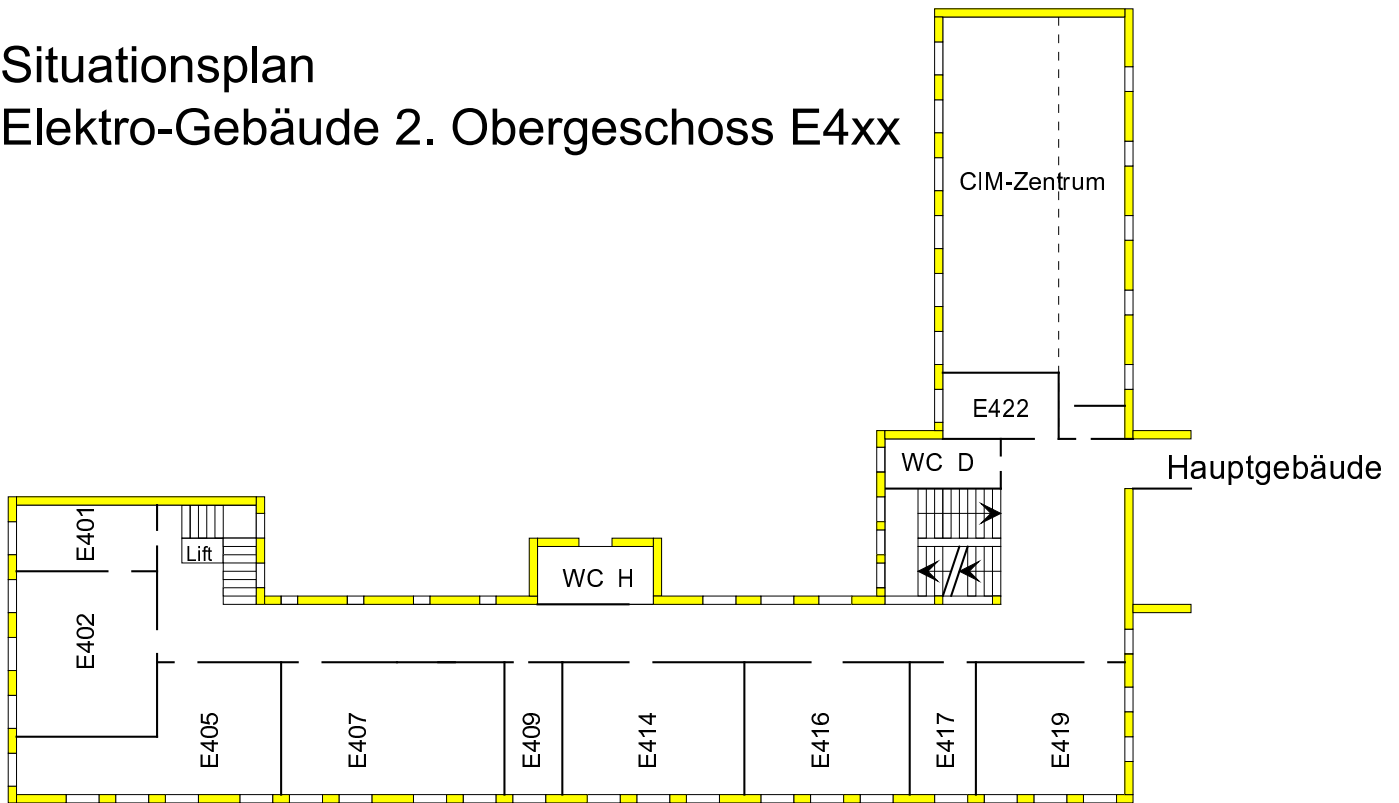 Situationsplan
Elektro-Gebäude 2. Obergeschoss E4xx
CIM-Zentrum
E422
WC D
Hauptgebäude
E401
Lift
WC H
E402
E405
E407
E409
E414
E416
E417
E419